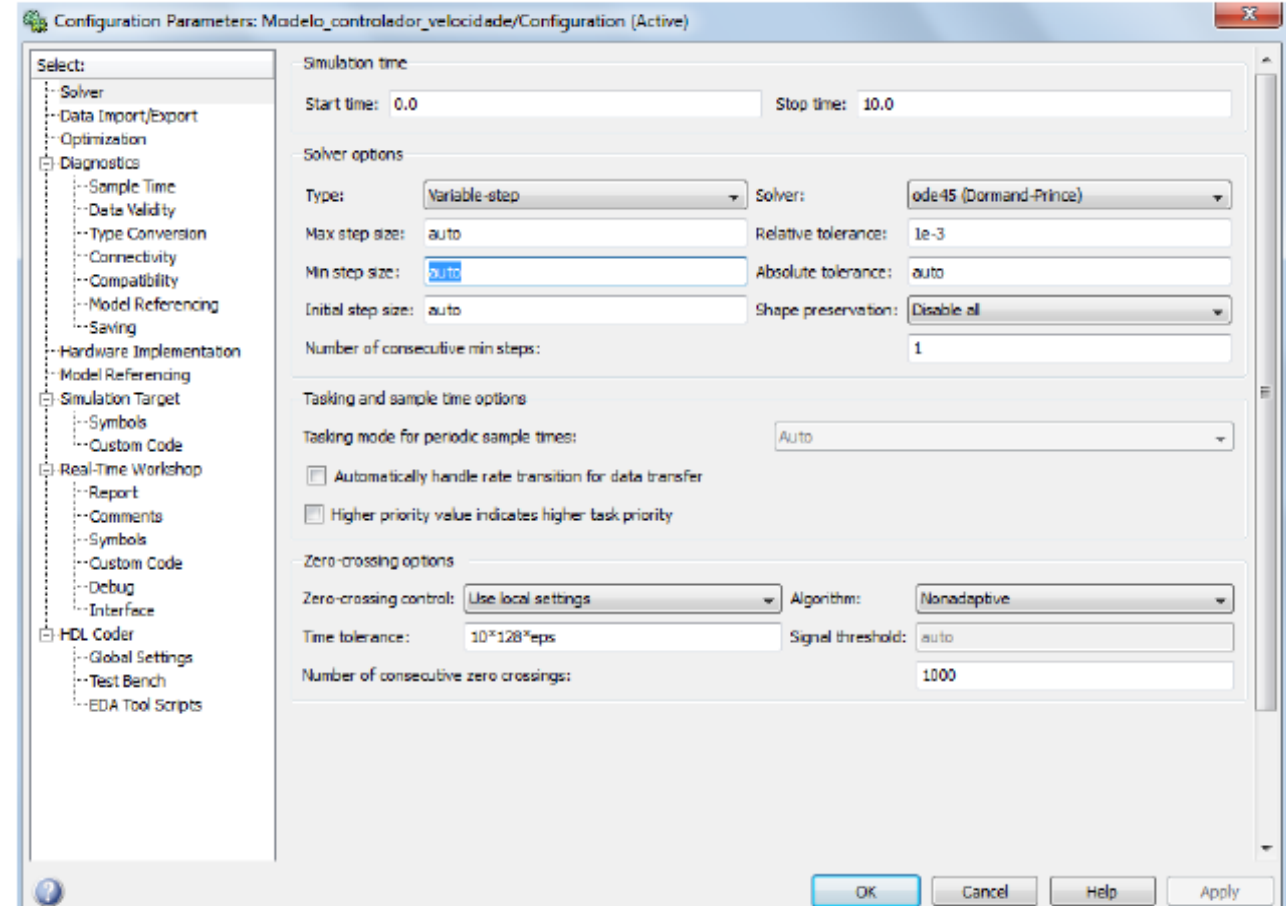 Configuration Parameters: Modelo_controlador_velocidade/Configuration (Active)
Select:
Solver
Data Import/Export
Optimization
Diagnostics
Sample Time
Data Validity
Type Conversion
Connectivity
Compatibility
Model Referencing
Saving
Hardware Implementation
Model Referencing
Simulation Target
Symbols
Custom Code
Real-Time Workshop
Report
Comments
Symbols
Custom Code
Debug
Interface
HDL Coder
Global Settings
Test Bench
EDA Tool Scripts
Simulation time
Start time: 0.0 Stop time: 10.0
Solver options
Type: Variable-step Solver: ode45 (Dormand-Prince)
Max step size: auto Relative tolerance: 1e-3
Min step size: auto Absolute tolerance: auto
Initial step size: auto Shape preservation: Disable all
Number of consecutive min steps: 1
Tasking and sample time options
Tasking mode for periodic sample times: Auto
Automatically handle rate transition for data transfer
Higher priority value indicates higher task priority
Zero-crossing options
Zero-crossing control: Use local settings Algorithm: Nonadaptive
Time tolerance: 10*128*eps Signal threshold: auto
Number of consecutive zero crossings: 1000
OK Cancel Help Apply